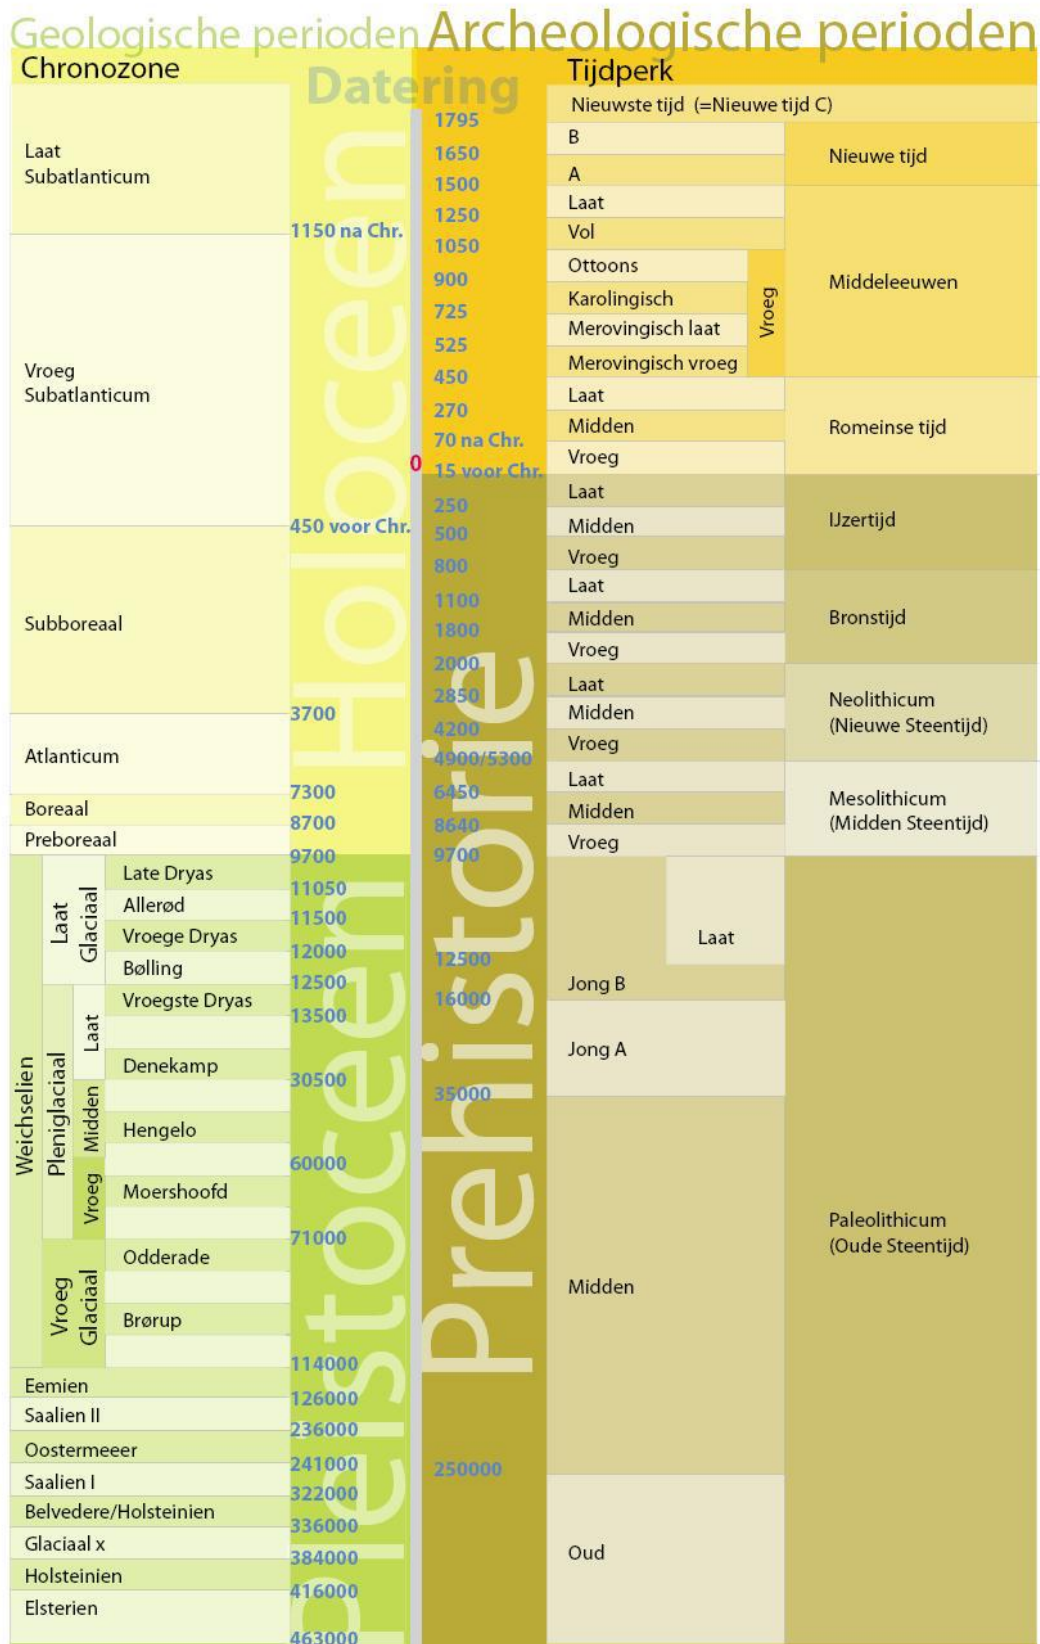 Geologische perioden
Archeologische perioden
Chronozone
Datering
Tijdperk
Holoceen
Pleistoceen
Prehistorie
Laat
Subatlanticum
1150 na Chr.
Vroeg
Subatlanticum
450 voor Chr.
Subboreaal
3700
Atlanticum
7300
Boreaal
8700
Preboreaal
9700
Weichselien
Laat
Glaciaal
Late Dryas
11050
Allerød
11500
Vroege Dryas
12000
Bølling
12500
Pleniglaciaal
Laat
Vroegste Dryas
13500
Denekamp
30500
Midden
Hengelo
60000
Vroeg
Moershoofd
71000
Vroeg
Glaciaal
Odderade
Brørup
114000
Eemien
126000
Saalien II
236000
Oostermeeer
241000
Saalien I
322000
Belvedere/Holsteinien
336000
Glaciaal x
384000
Holsteinien
416000
Elsterien
463000
0
Nieuwste tijd (=Nieuwe tijd C)
1795
B
1650
A
1500
Nieuwe tijd
Laat
1250
Vol
1050
Ottoons
900
Karolingisch
725
Merovingisch laat
525
Merovingisch vroeg
450
Vroeg
Middeleeuwen
Laat
270
Midden
70 na Chr.
Vroeg
15 voor Chr.
Romeinse tijd
Laat
250
Midden
500
Vroeg
800
IJzertijd
Laat
1100
Midden
1800
Vroeg
2000
Bronstijd
Laat
2850
Midden
4200
Vroeg
4900/5300
Neolithicum
(Nieuwe Steentijd)
Laat
6450
Midden
8640
Vroeg
9700
Mesolithicum
(Midden Steentijd)
Laat
12500
Jong B
16000
Jong A
35000
Midden
250000
Oud
Paleolithicum
(Oude Steentijd)